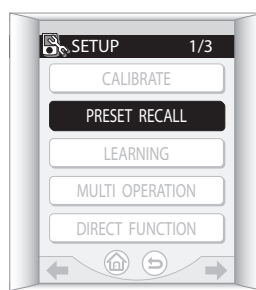 SETUP 1/3
CALIBRATE
PRESET RECALL
LEARNING
MULTI OPERATION
DIRECT FUNCTION